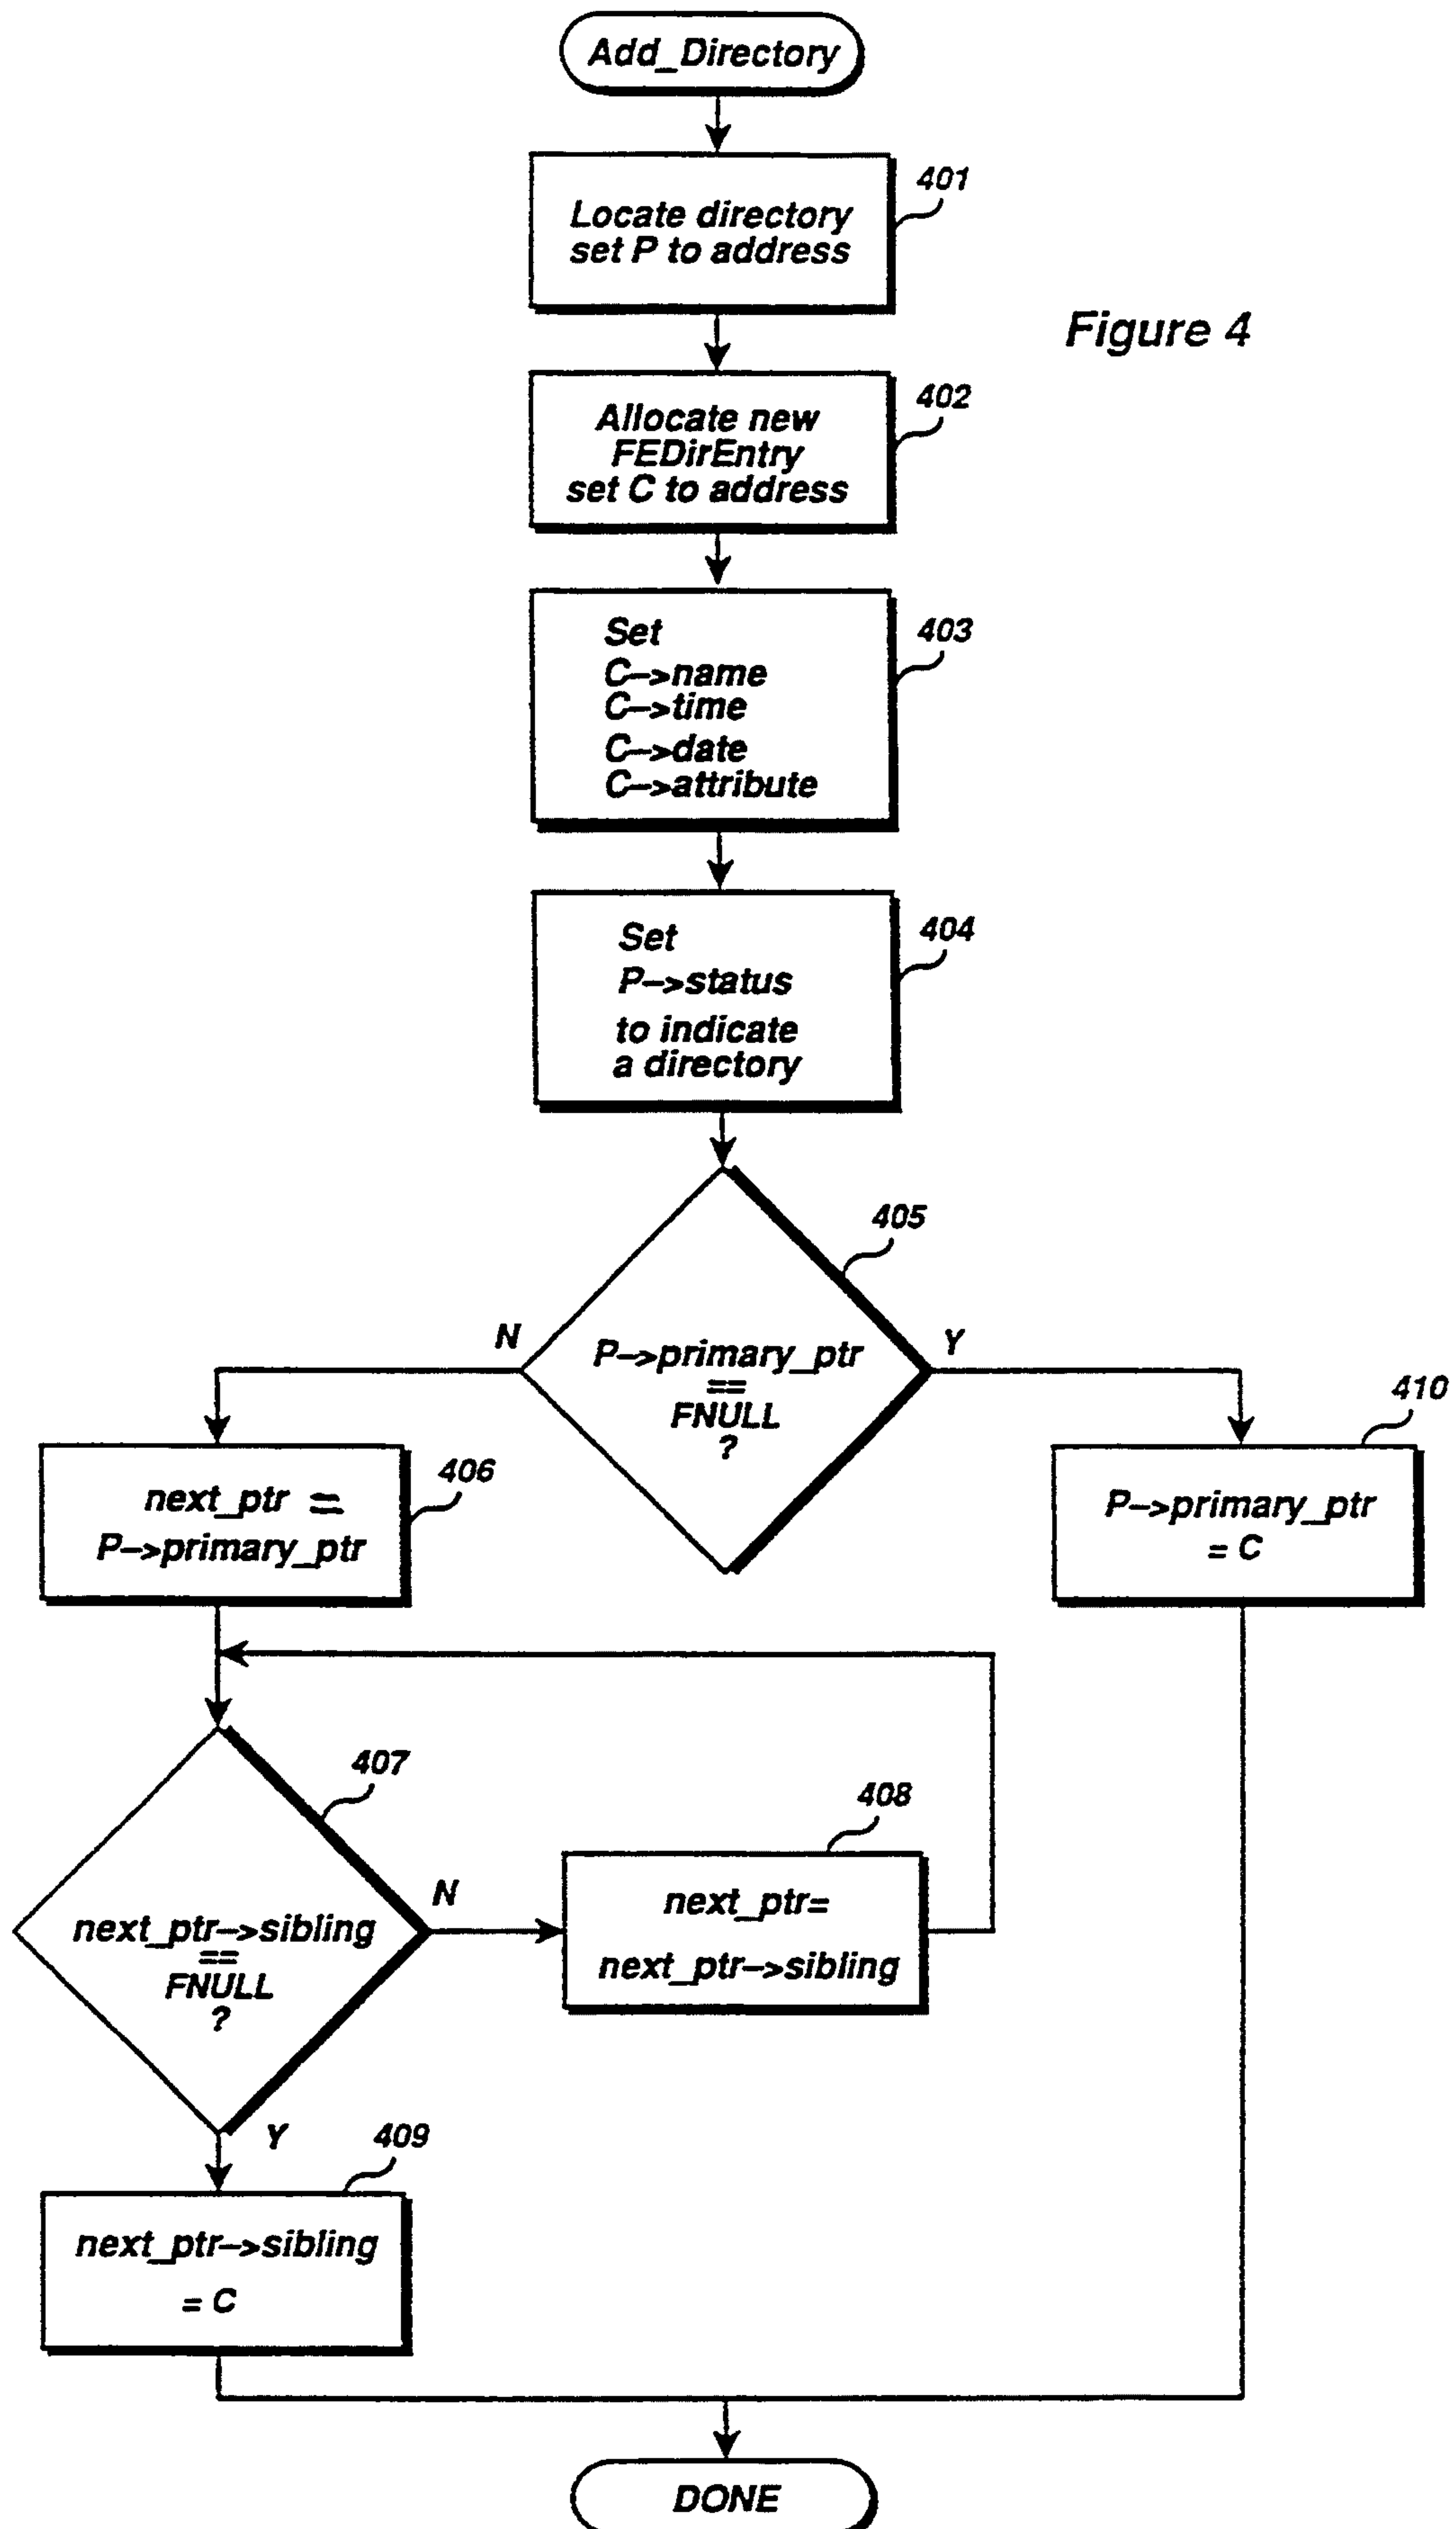 Add_Directory
401
Locate directory
set P to address
Figure 4
402
Allocate new
FEDirEntry
set C to address
403
Set
C->name
C->time
C->date
C->attribute
404
Set
P->status
to indicate
a directory
405
N
Y
P->primary_ptr
==
FNULL
?
410
406
next_ptr =
P->primary_ptr
P->primary_ptr
= C
407
408
N
next_ptr->sibling
==
FNULL
?
next_ptr=
next_ptr->sibling
Y
409
next_ptr->sibling
= C
DONE